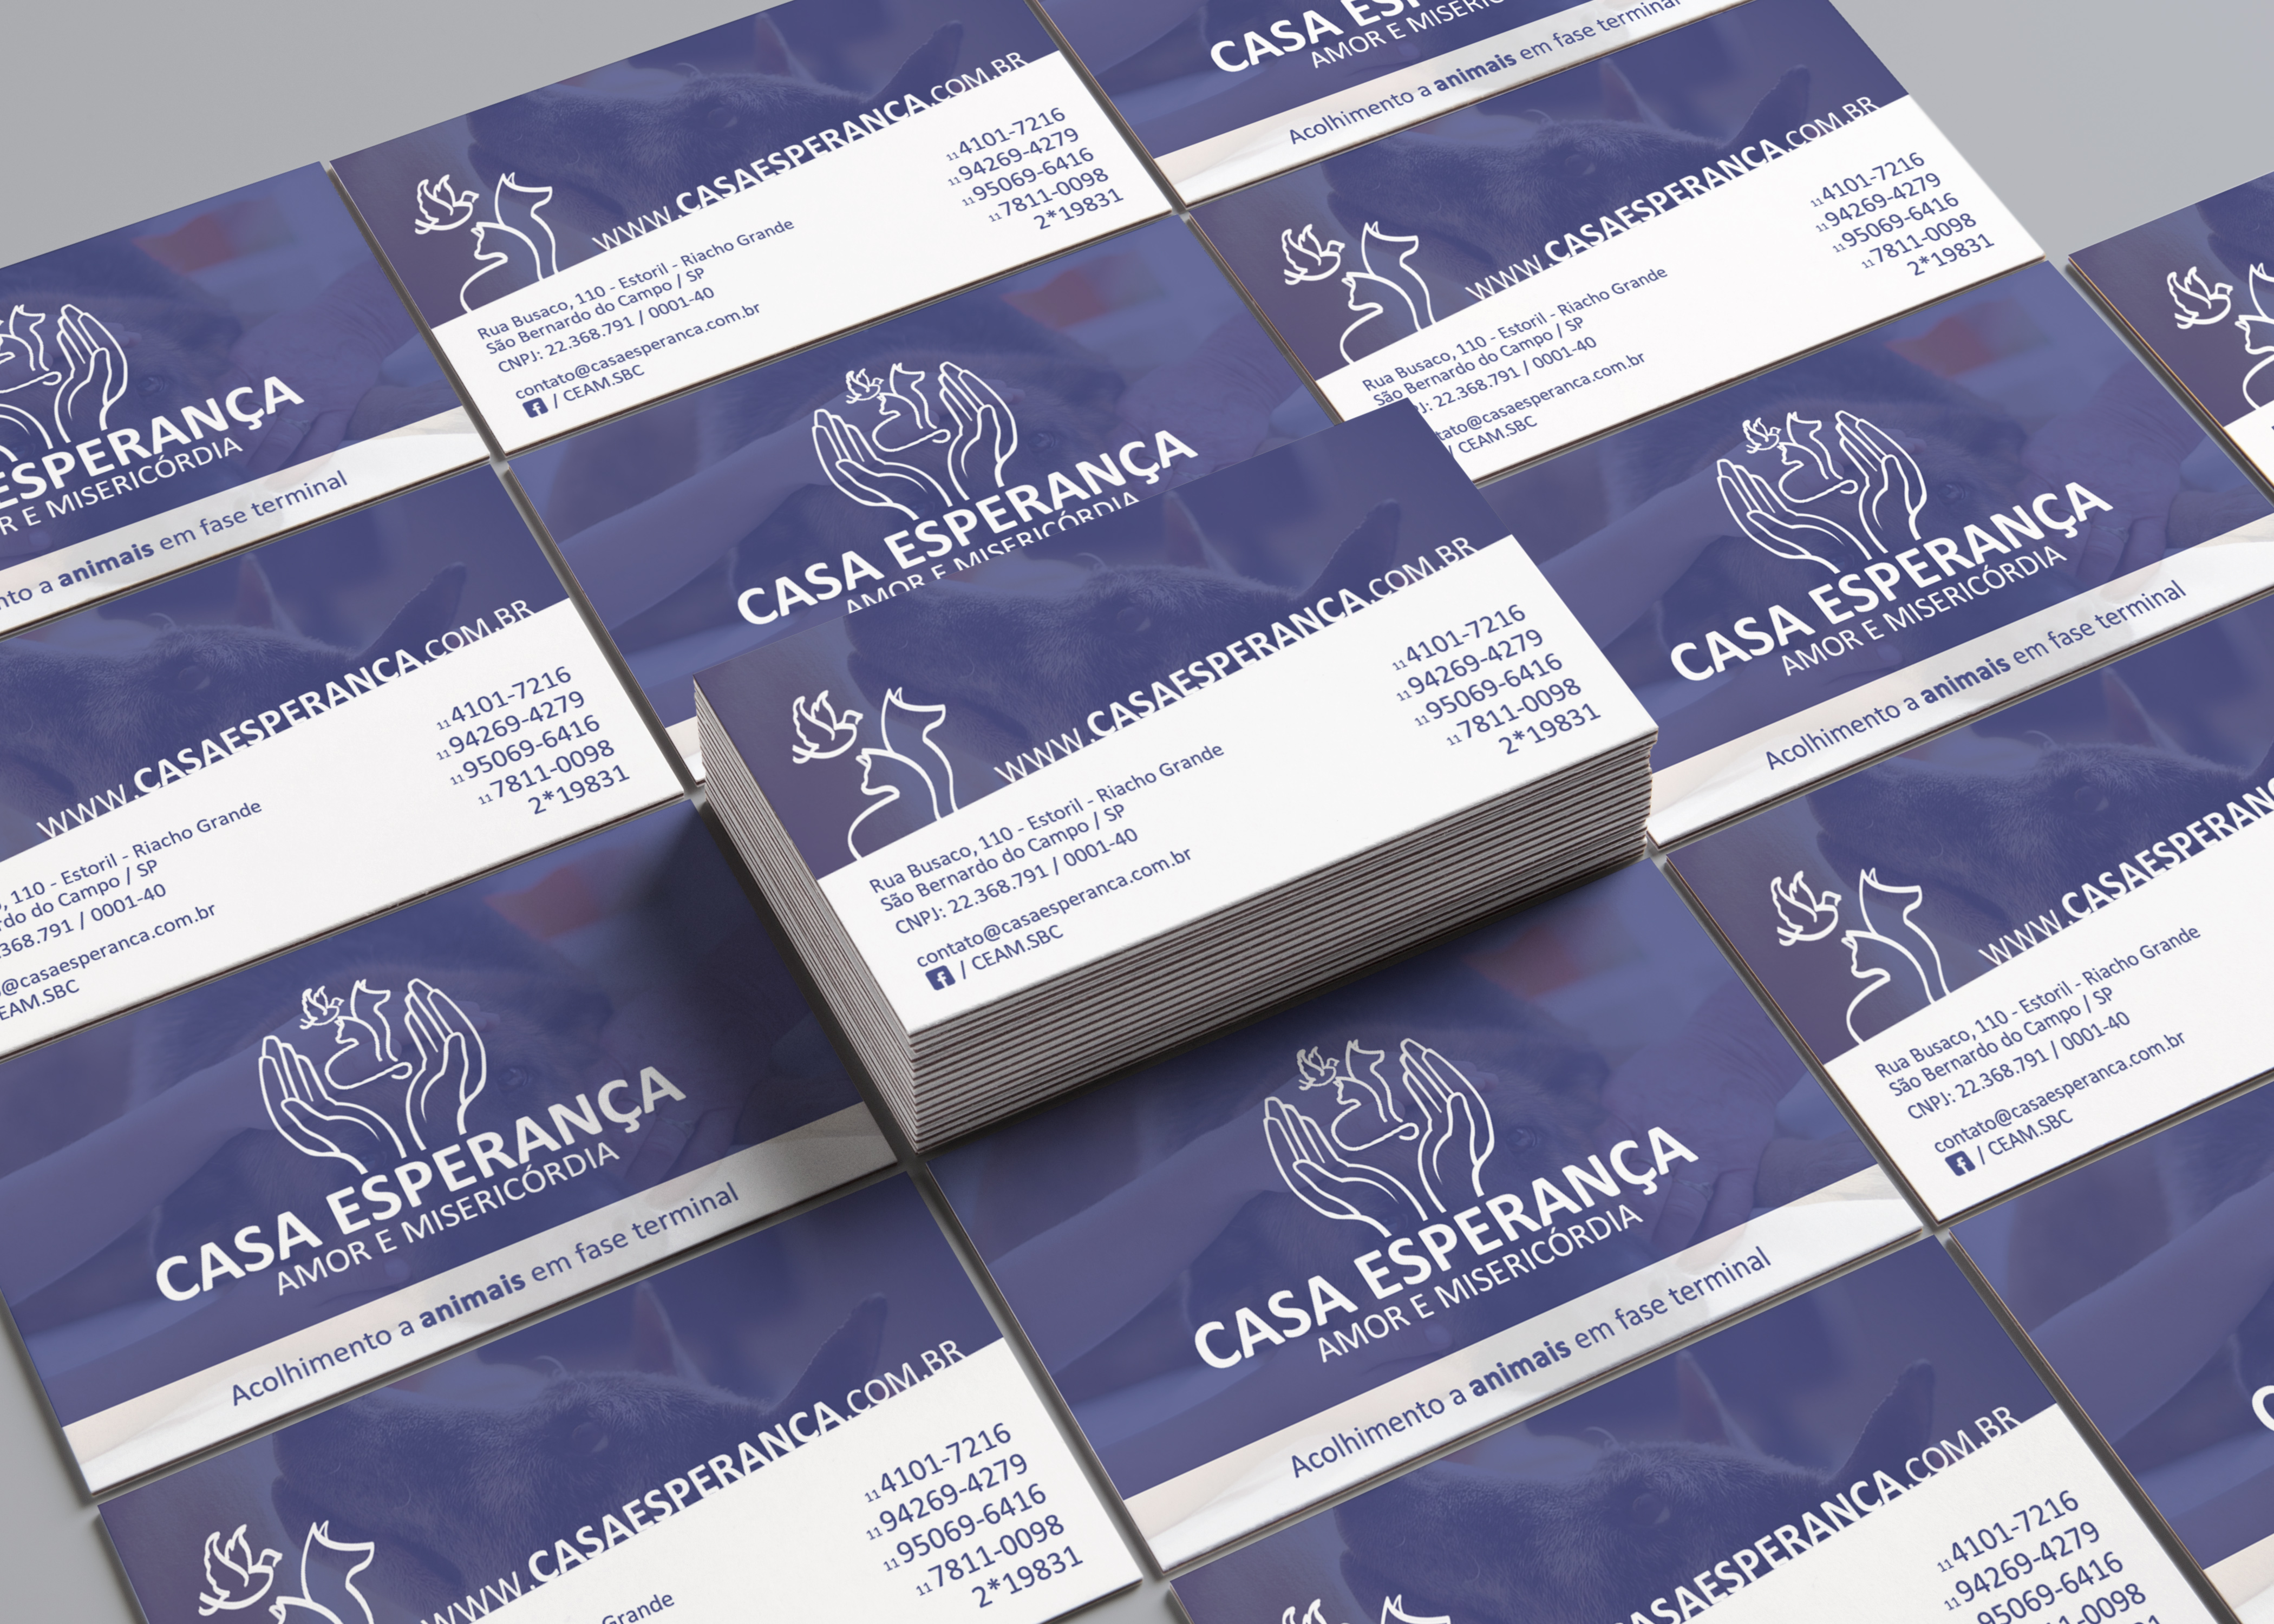 CASA ESPERANÇA
AMOR E MISERICÓRDIA
Acolhimento a animais em fase terminal
WWW.CASAESPERANCA.COM.BR
11 4101-7216
11 94269-4279
11 95069-6416
11 7811-0098
2*19831
Rua Busaco, 110 - Estoril - Riacho Grande
São Bernardo do Campo / SP
CNPJ: 22.368.791 / 0001-40
contato@casaesperanca.com.br
/ CEAM.SBC